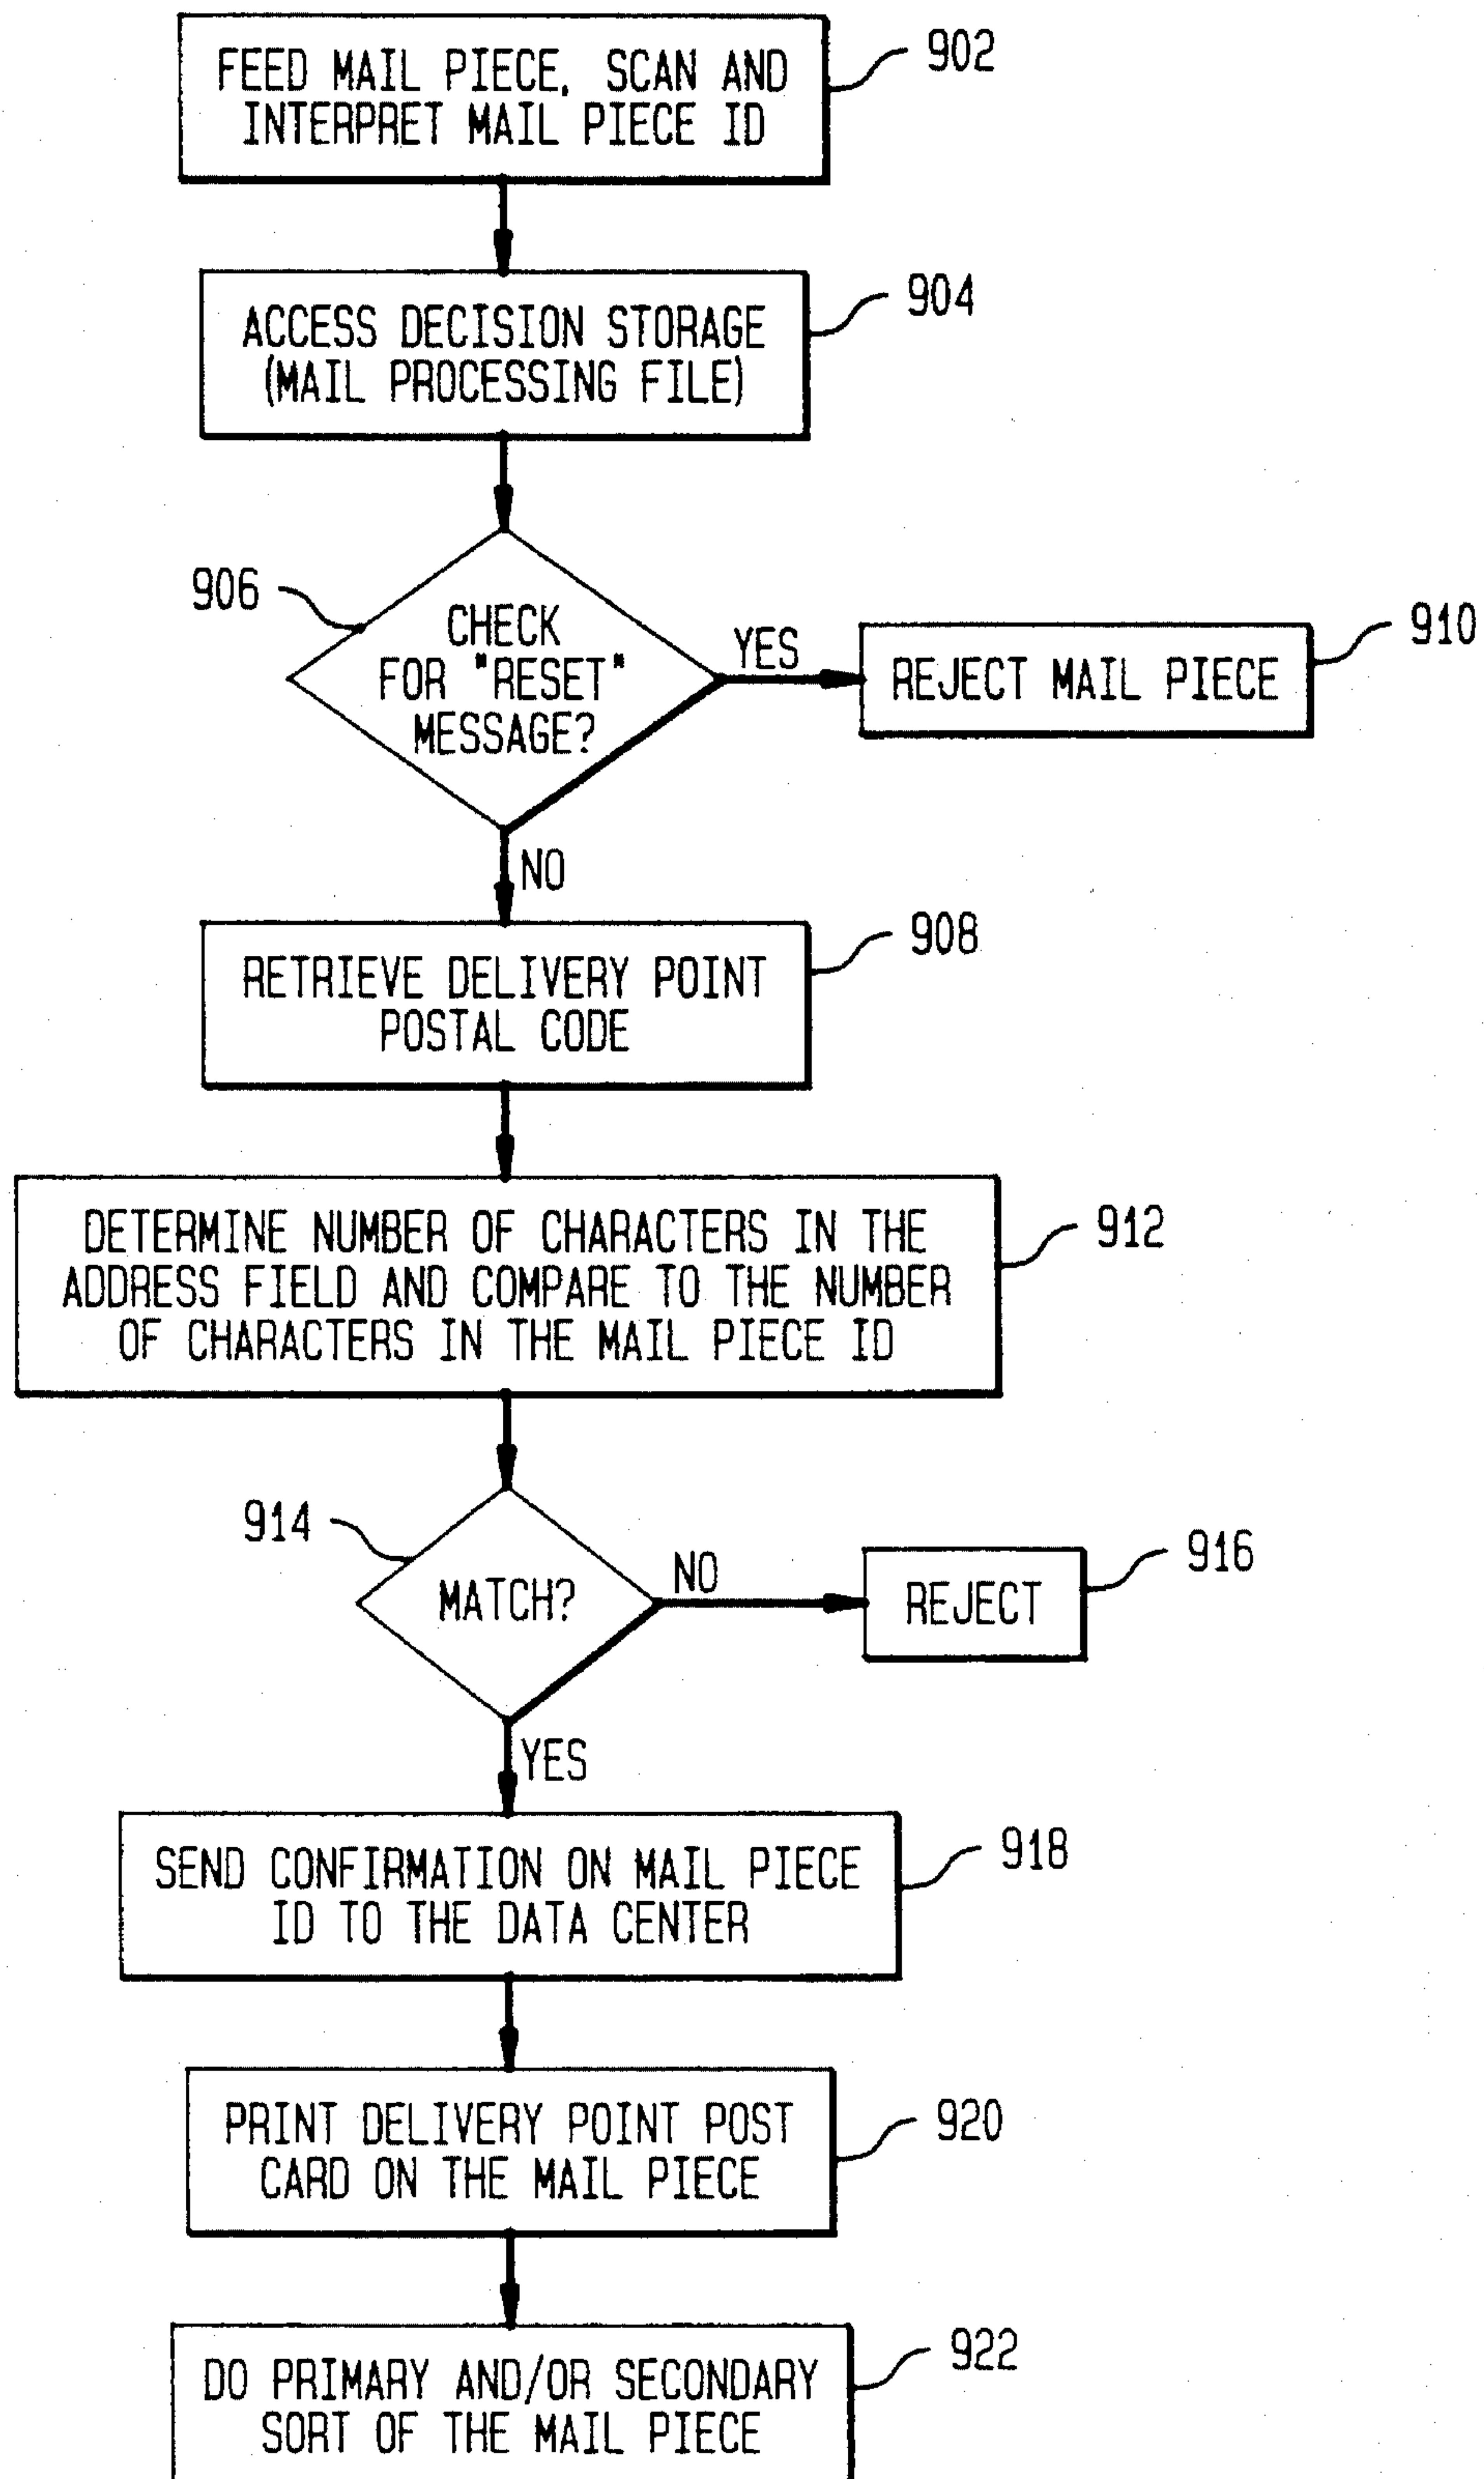 FEED MAIL PIECE, SCAN AND
INTERPRET MAIL PIECE ID
902
ACCESS DECISION STORAGE
(MAIL PROCESSING FILE)
904
906
CHECK
FOR "RESET"
MESSAGE?
YES
REJECT MAIL PIECE
910
NO
RETRIEVE DELIVERY POINT
POSTAL CODE
908
DETERMINE NUMBER OF CHARACTERS IN THE
ADDRESS FIELD AND COMPARE TO THE NUMBER
OF CHARACTERS IN THE MAIL PIECE ID
912
914
MATCH?
NO
REJECT
916
YES
SEND CONFIRMATION ON MAIL PIECE
ID TO THE DATA CENTER
918
PRINT DELIVERY POINT POST
CARD ON THE MAIL PIECE
920
DO PRIMARY AND/OR SECONDARY
SORT OF THE MAIL PIECE
922